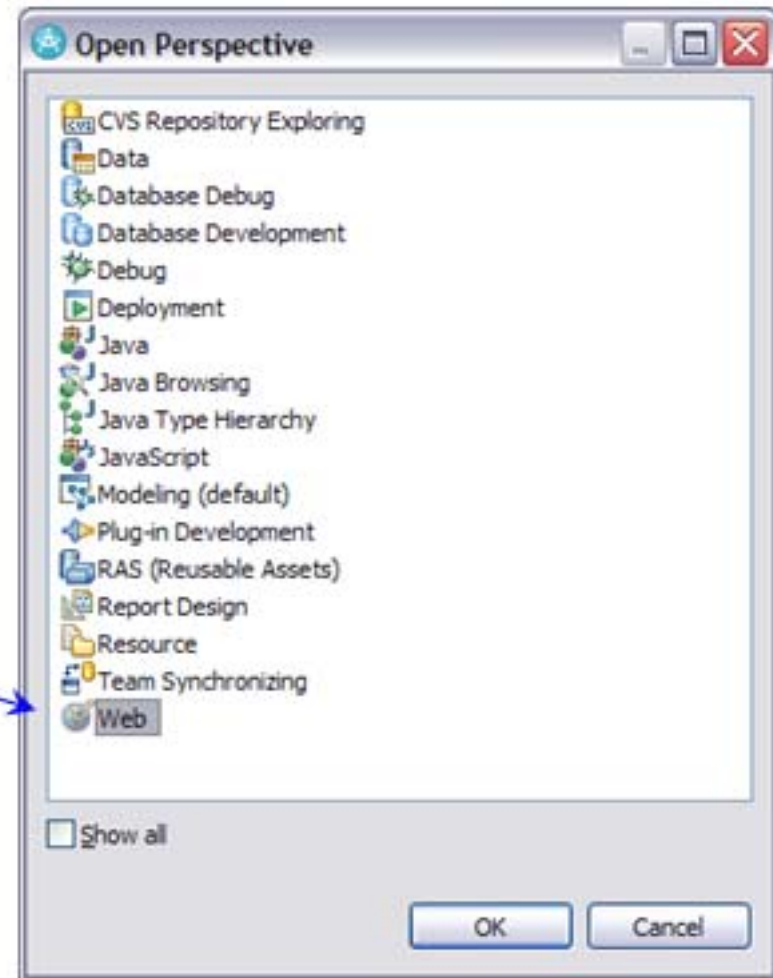 Open Perspective
CVS Repository Exploring
Data
Database Debug
Database Development
Debug
Deployment
Java
Java Browsing
Java Type Hierarchy
JavaScript
Modeling (default)
Plug-in Development
RAS (Reusable Assets)
Report Design
Resource
Team Synchronizing
Web
Show all
OK Cancel